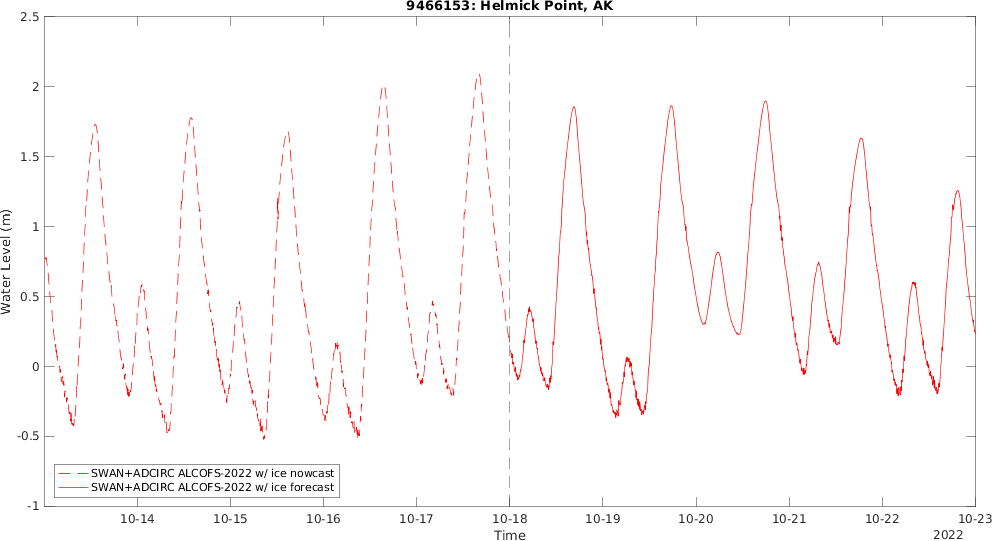 9466153: Helmick Point, AK
2.5
2
1.5
1
0.5
0
-0.5
-1
Water Level (m)
SWAN+ADCIRC ALCOFS-2022 w/ ice nowcast
SWAN+ADCIRC ALCOFS-2022 w/ ice forecast
10-14 10-15 10-16 10-17 10-18 10-19 10-20 10-21 10-22 10-23
Time
2022